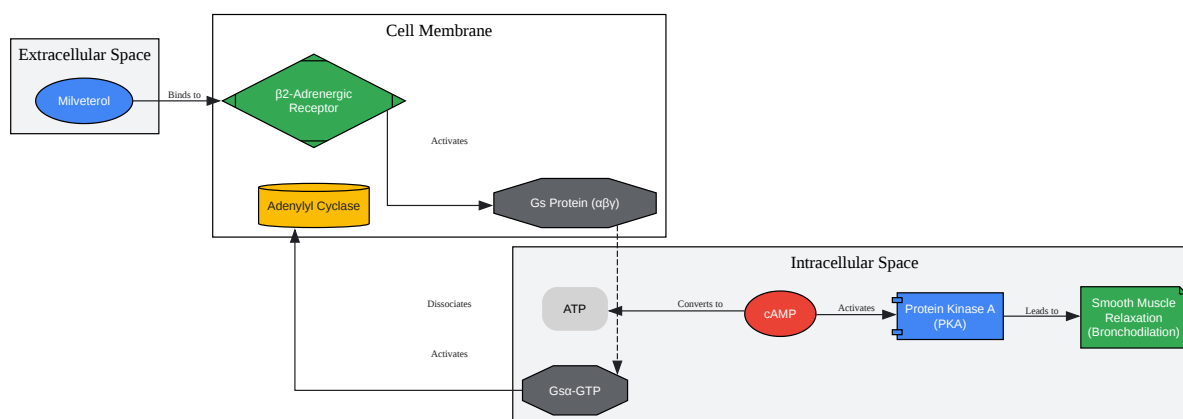 Cell Membrane
Extracellular Space
Milveterol
Binds to
β2-Adrenergic
Receptor
Activates
Adenylyl Cyclase
Gs Protein (αβγ)
Intracellular Space
Dissociates
ATP
Converts to
cAMP
Activates
Protein Kinase A
(PKA)
Leads to
Smooth Muscle
Relaxation
(Bronchodilation)
Activates
Gsα-GTP